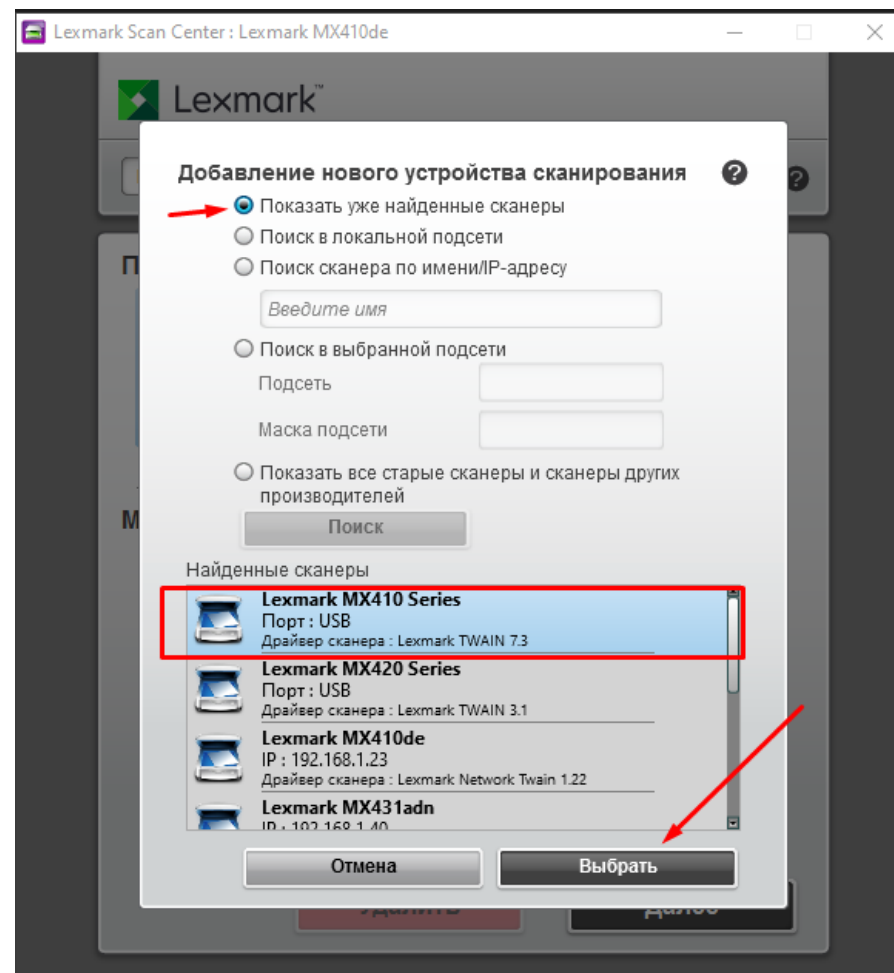 Lexmark Scan Center : Lexmark MX410de
Lexmark™
Добавление нового устройства сканирования
Показать уже найденные сканеры
Поиск в локальной подсети
Поиск сканера по имени/IP-адресу
Введите имя
Поиск в выбранной подсети
Подсеть
Маска подсети
Показать все старые сканеры и сканеры других
производителей
Поиск
Найденные сканеры
Lexmark MX410 Series
Порт : USB
Драйвер сканера : Lexmark TWAIN 7.3
Lexmark MX420 Series
Порт : USB
Драйвер сканера : Lexmark TWAIN 3.1
Lexmark MX410de
IP : 192.168.1.23
Драйвер сканера : Lexmark Network Twain 1.22
Lexmark MX431adn
IP : 192.168.1.40
Отмена
Выбрать
Удалить
Далее